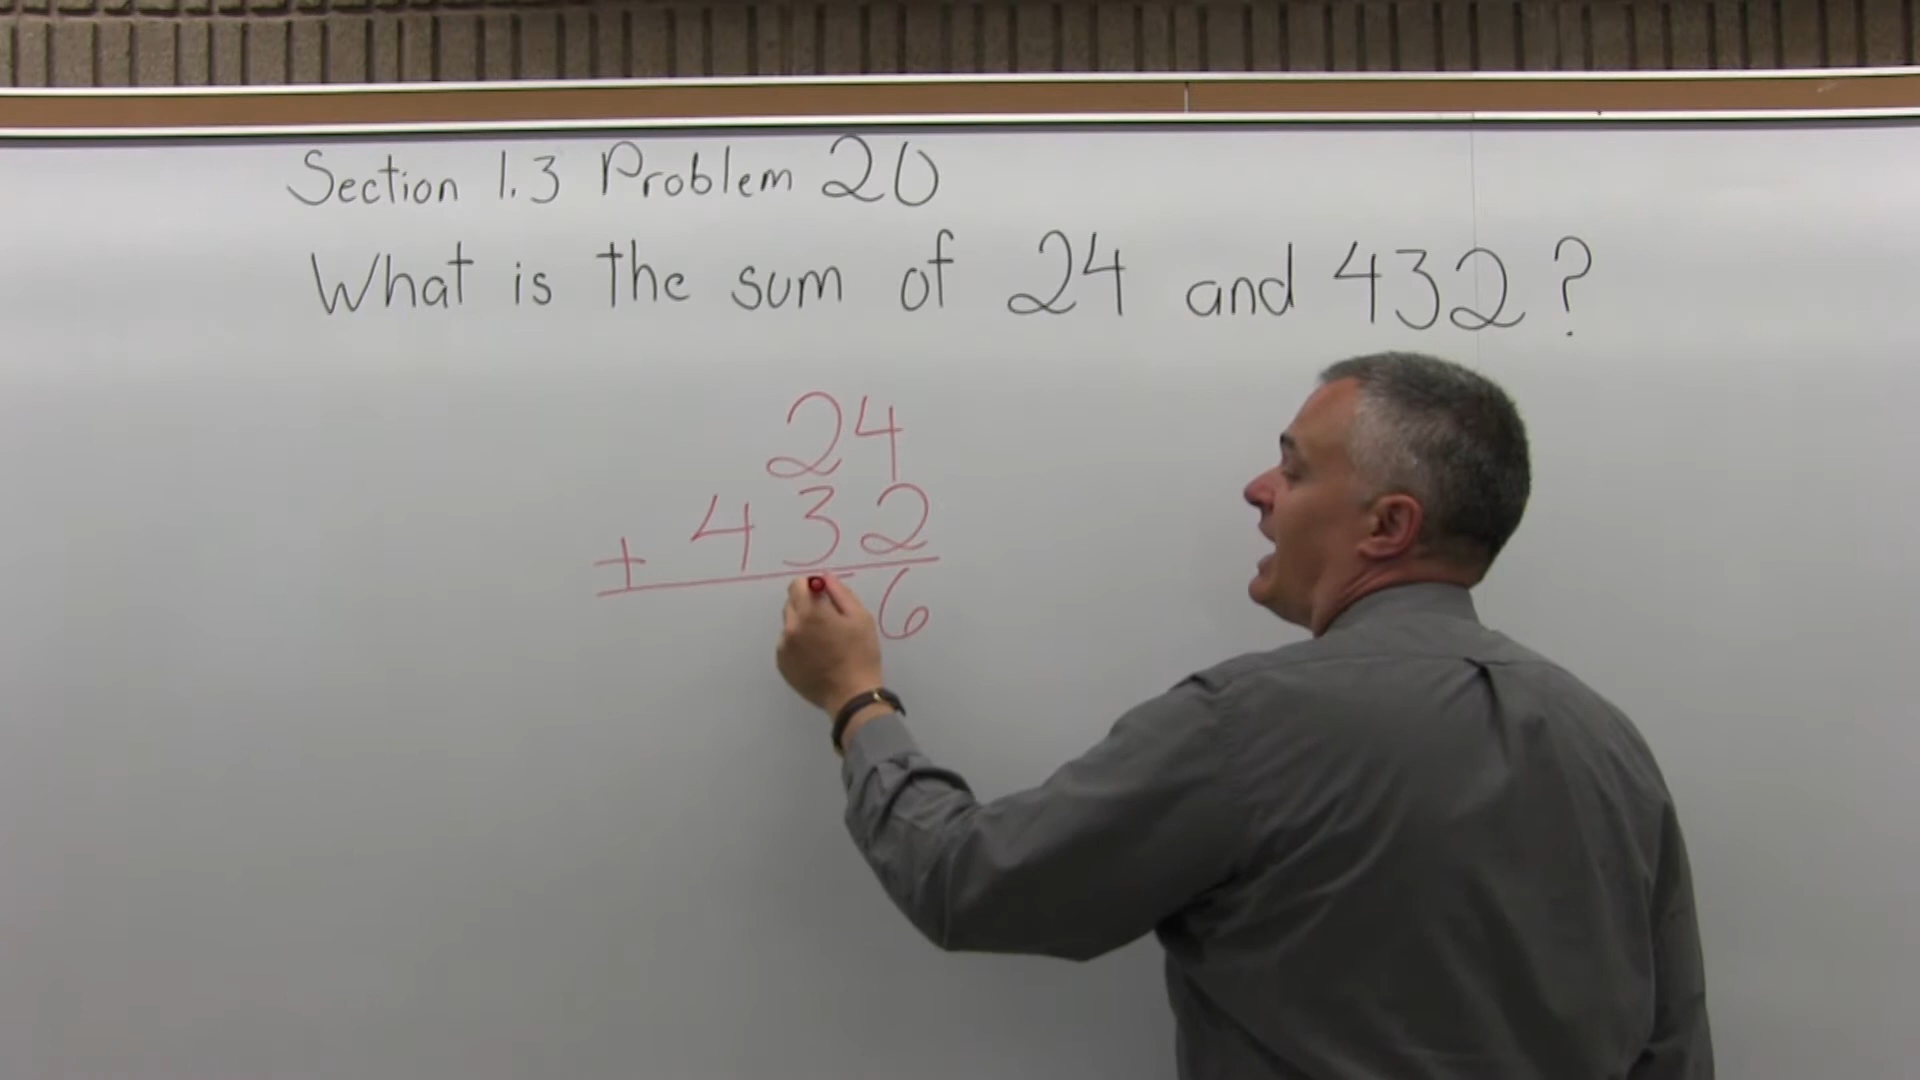 Section 1.3 Problem 20
What is the sum of 24 and 432?
24
+ 432
6